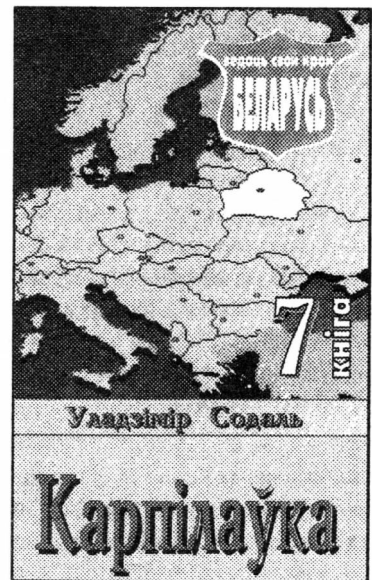 ведаць свой край
БЕЛАРУСЬ
7
кніга
Уладзімір Содаль
Карпілаўка